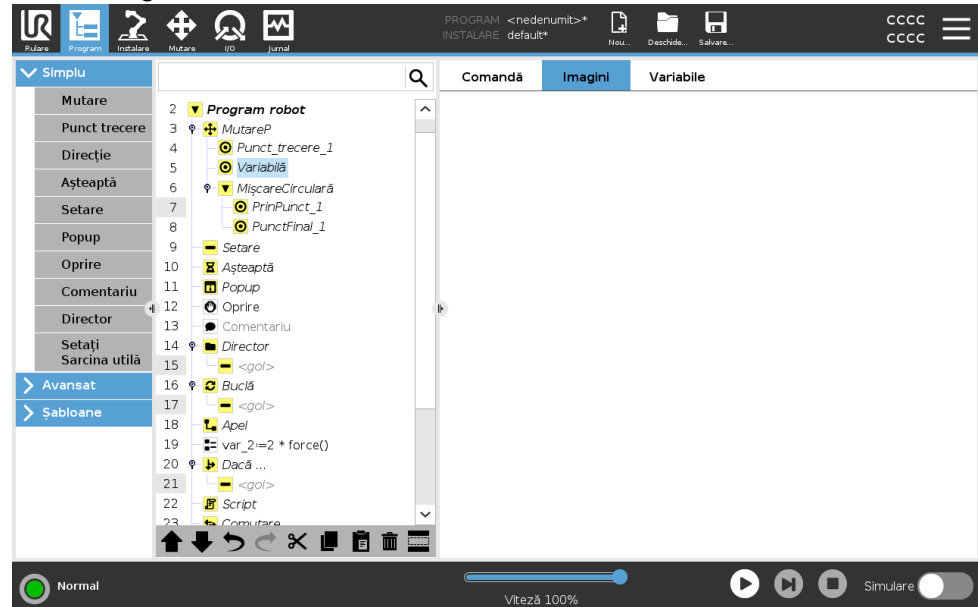 PROGRAM <nedenumit>*
INSTALARE default*
Rulare Program Instalare Mutare I/O Jurnal Nou... Deschide... Salvare...
cccc
cccc
Simplu
Mutare
Punct trecere
Direcție
Așteaptă
Setare
Popup
Oprire
Comentariu
Director
Setați
Sarcina utilă
Avansat
Șabloane
2 Program robot
3 MutareP
4 Punct_trecere_1
5 Variabilă
6 MișcareCirculară
7 PrinPunct_1
8 PunctFinal_1
9 Setare
10 Așteaptă
11 Popup
12 Oprire
13 Comentariu
14 Director
15 <gol>
16 Buclă
17 <gol>
18 Apel
19 var_2≔2 * force()
20 Dacă ...
21 <gol>
22 Script
23 Comutare
Comandă Imagini Variabile
Normal
Viteză 100%
Simulare